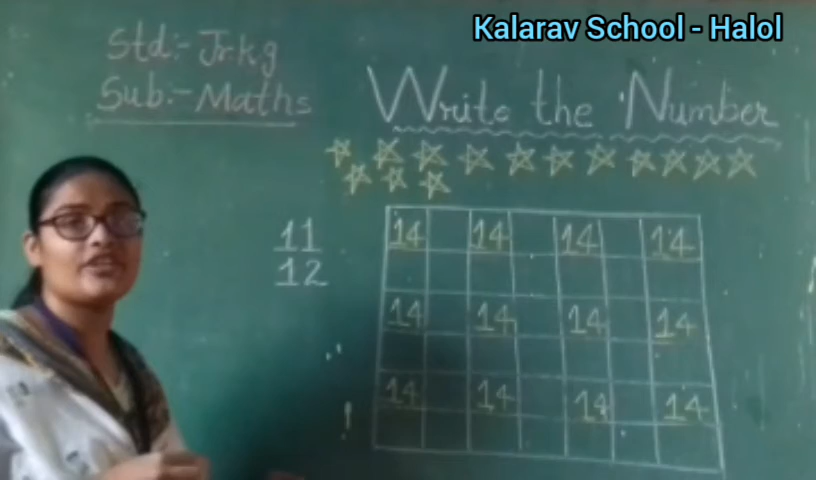 Kalarav School - Halol
Std:- Jr.kg
Sub.- Maths
Write the Number
11
12
14 14 14 14
14 14 14 14
14 14 14 14